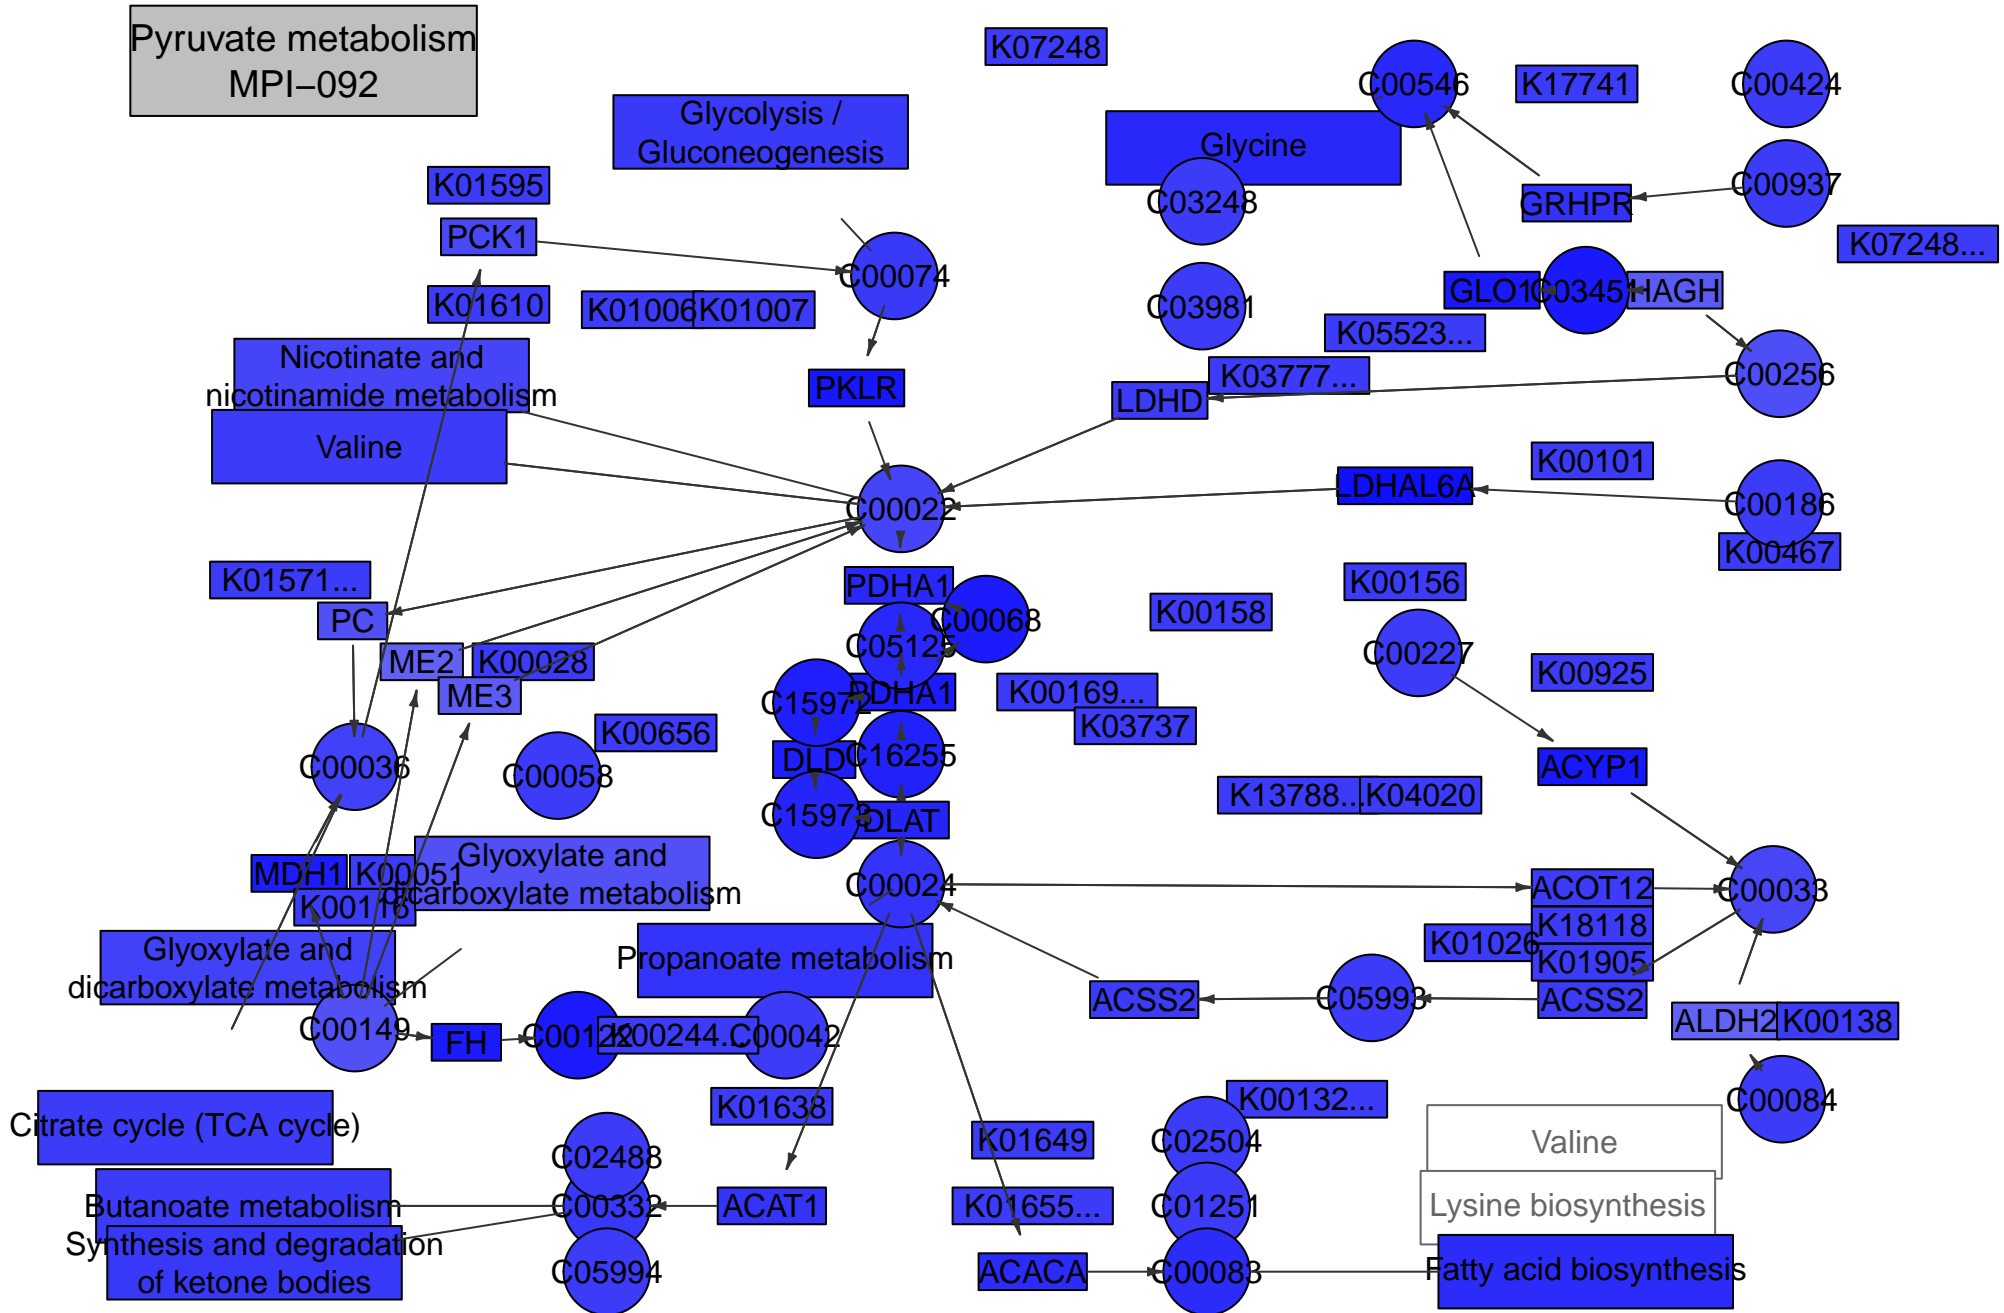 Pyruvate metabolism
MPI−092
K07248
C00546
K17741
C00424
Glycolysis /
Gluconeogenesis
Glycine
K01595
C03248
GRHPR
C00937
PCK1
K07248...
C00074
GLO1
C03451
HAGH
K01610
K01006
K01007
C03981
K05523...
Nicotinate and
nicotinamide metabolism
PKLR
K03777...
C00256
LDHD
Valine
K00101
LDHAL6A
C00186
C00022
K00467
K01571...
PDHA1
K00156
K00158
PC
C00068
C05125
C00227
ME2
K00028
K00925
ME3
C15972
PDHA1
K00169...
K03737
K00656
C00036
C00058
DLD
C16255
ACYP1
K13788...
K04020
C15973
DLAT
MDH1
K00051
Glyoxylate and
dicarboxylate metabolism
C00024
ACOT12
C00033
K00116
K18118
K01026
Glyoxylate and
dicarboxylate metabolism
Propanoate metabolism
K01905
ACSS2
C05993
ACSS2
ALDH2
K00138
C00149
FH
C00122
K00244...
C00042
K01638
K00132...
C00084
Citrate cycle (TCA cycle)
C02488
K01649
C02504
Valine
Butanoate metabolism
C00332
ACAT1
K01655...
C01251
Lysine biosynthesis
Synthesis and degradation
of ketone bodies
C05994
ACACA
C00083
Fatty acid biosynthesis